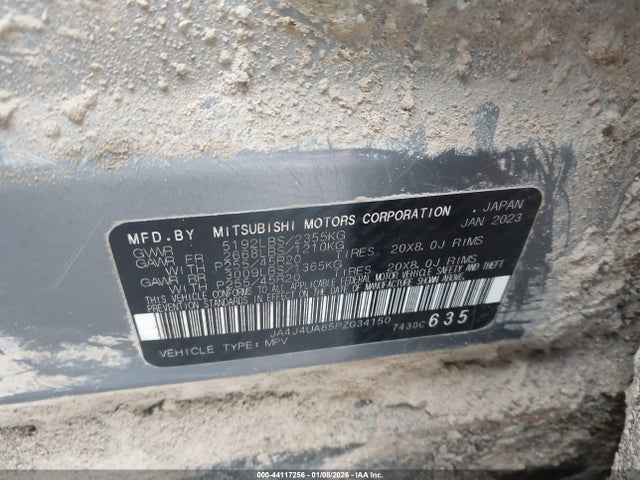 MFD.BY MITSUBISHI MOTORS CORPORATION JAPAN
GVWR 5192LBS/2355KG JAN 2023
GAWR FR 2668LBS/1210KG
WITH P255/45R20 TIRES 20X8.0J RIMS
GAWR RR 3009LBS/1365KG
WITH P255/45R20 TIRES 20X8.0J RIMS
THIS VEHICLE CONFORMS TO ALL APPLICABLE FEDERAL MOTOR VEHICLE SAFETY AND
THEFT PREVENTION STANDARDS IN EFFECT ON THE DATE OF MANUFACTURE SHOWN ABOVE.
JA4J4UA85PZ034150 7430C 635
VEHICLE TYPE: MPV
000-44117256 - 01/08/2026 - IAAI Chicago